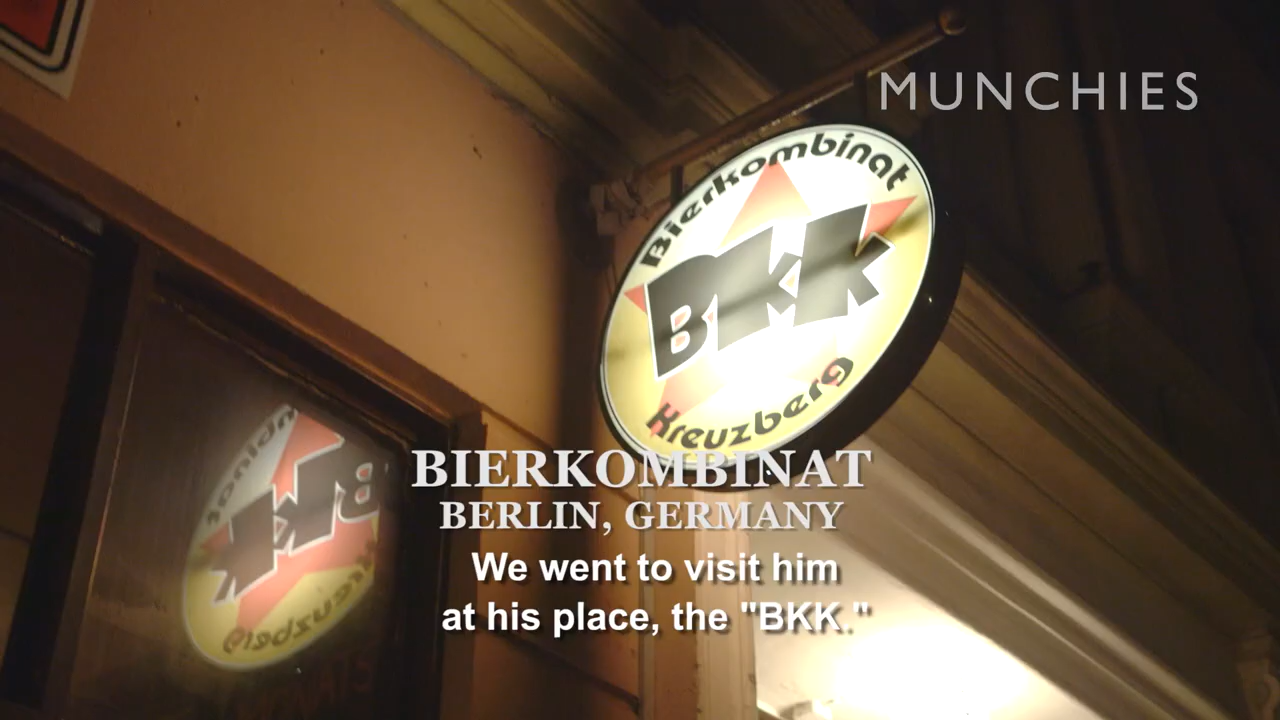 MUNCHIES
Bierkombinat
BKK
Kreuzberg
BIERKOMBINAT
BERLIN, GERMANY
We went to visit him
at his place, the "BKK."